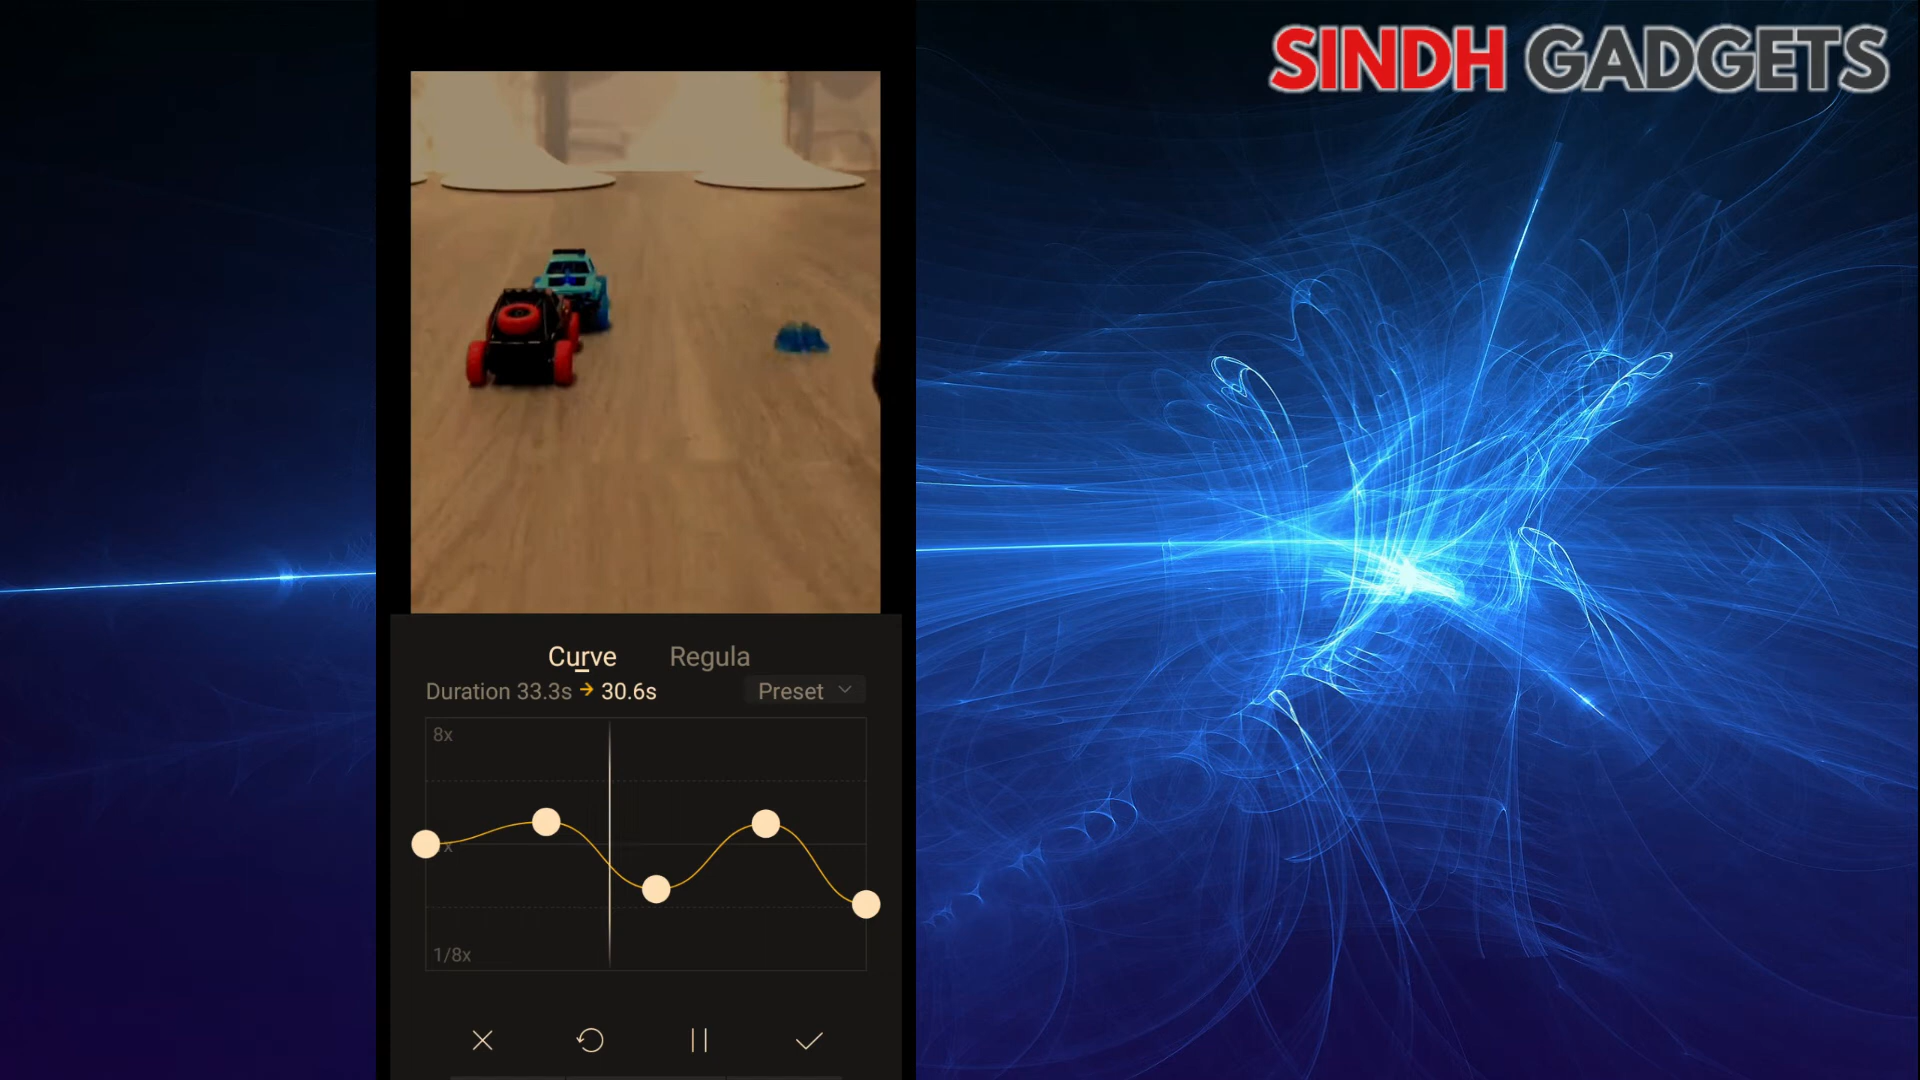 SINDH GADGETS
Curve Regula
Duration 33.3s → 30.6s Preset
8x
x
1/8x